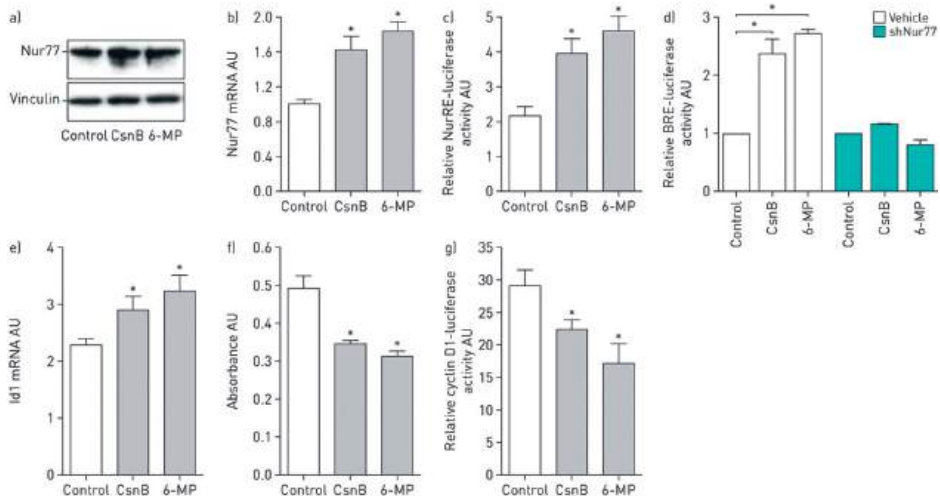 a)
Nur77
Vinculin
Control CsnB 6-MP
b)
Nur77 mRNA AU
2.0
1.6
1.2
0.8
0.4
0.0
*
*
Control CsnB 6-MP
c)
Relative NurRE-luciferase
activity AU
5
4
3
2
1
0
*
*
Control CsnB 6-MP
d)
Relative BRE-luciferase
activity AU
3
2
1
0
*
*
Control
CsnB
6-MP
Control
CsnB
6-MP
Vehicle
shNur77
e)
Id1 mRNA AU
4
3
2
1
0
*
*
Control CsnB 6-MP
f)
Absorbance AU
0.5
0.5
0.4
0.3
0.2
0.1
0.0
*
*
Control CsnB 6-MP
g)
Relative cyclin D1-luciferase
activity AU
35
30
25
20
15
10
5
0
*
*
Control CsnB 6-MP